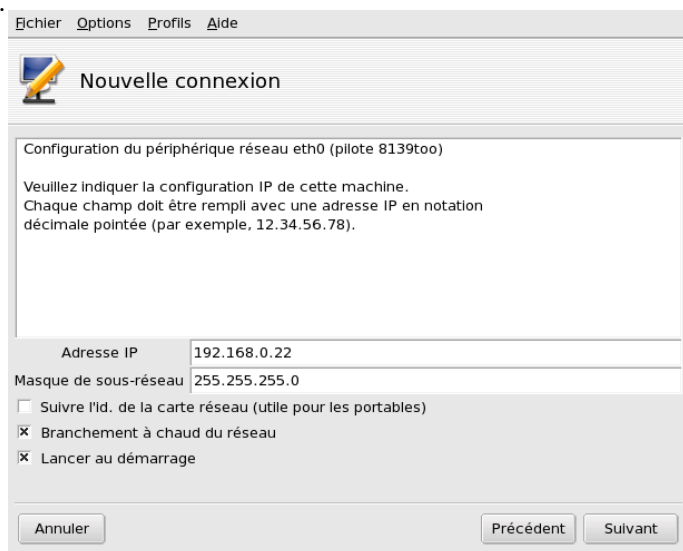 Fichier Options Profils Aide
Nouvelle connexion
Configuration du périphérique réseau eth0 (pilote 8139too)
Veuillez indiquer la configuration IP de cette machine.
Chaque champ doit être rempli avec une adresse IP en notation
décimale pointée (par exemple, 12.34.56.78).
Adresse IP 192.168.0.22
Masque de sous-réseau 255.255.255.0
Suivre l'id. de la carte réseau (utile pour les portables)
Branchement à chaud du réseau
Lancer au démarrage
Annuler Précédent Suivant